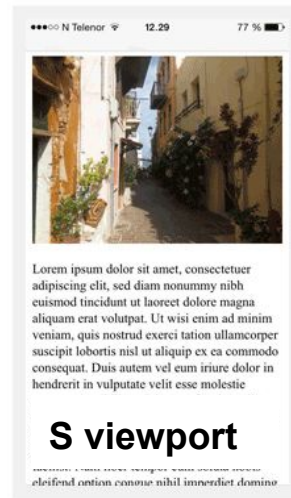 N Telenor 12.29 77 %
Lorem ipsum dolor sit amet, consectetuer
adipiscing elit, sed diam nonummy nibh
euismod tincidunt ut laoreet dolore magna
aliquam erat volutpat. Ut wisi enim ad minim
veniam, quis nostrud exerci tation ullamcorper
suscipit lobortis nisl ut aliquip ex ea commodo
consequat. Duis autem vel eum iriure dolor in
hendrerit in vulputate velit esse molestie
S viewport
eleifend option congue nihil imperdiet doming